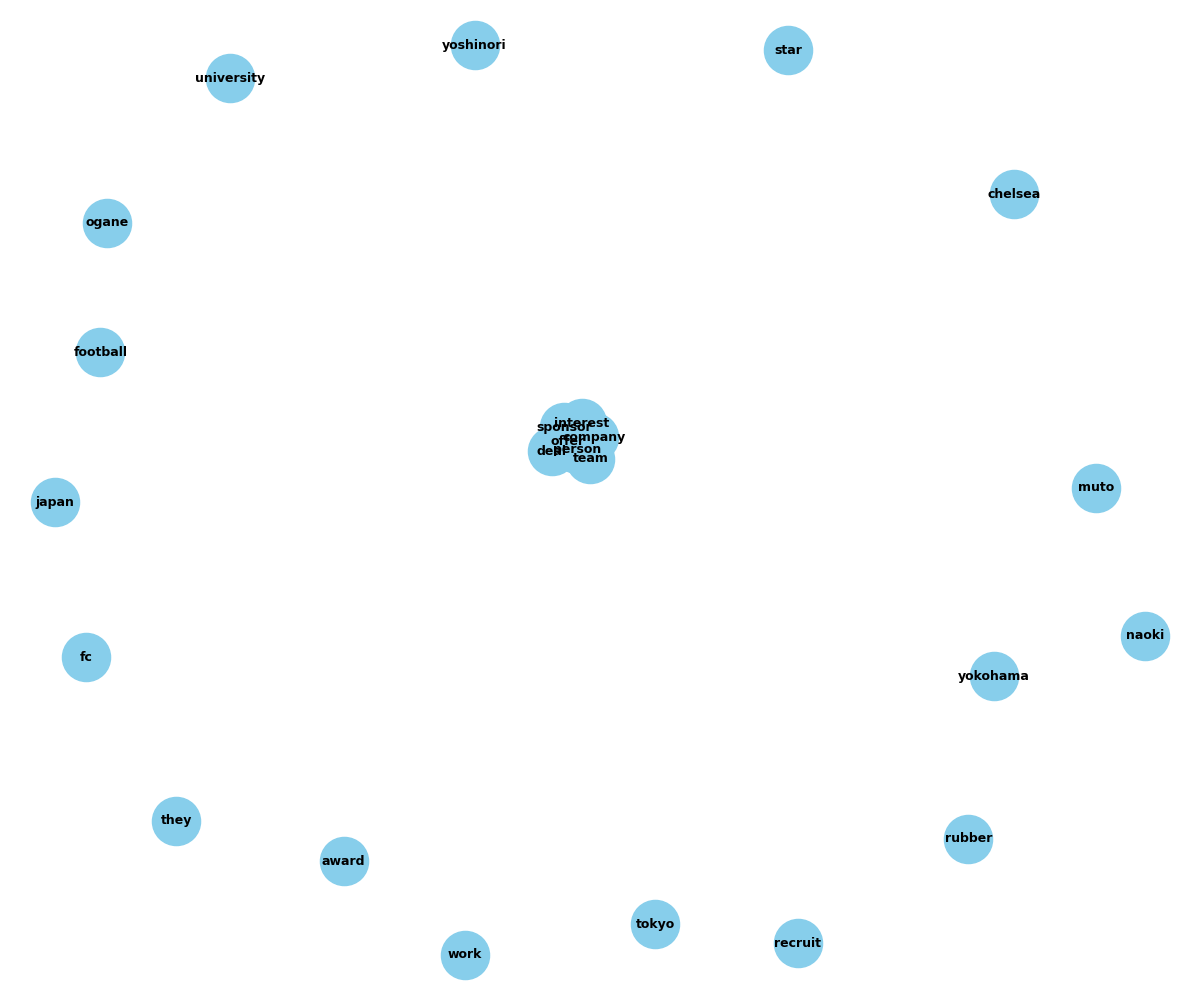 yoshinori
star
university
chelsea
ogane
football
interest
sponsor
company
offer
person
deal
team
muto
japan
naoki
fc
yokohama
they
rubber
award
tokyo
recruit
work